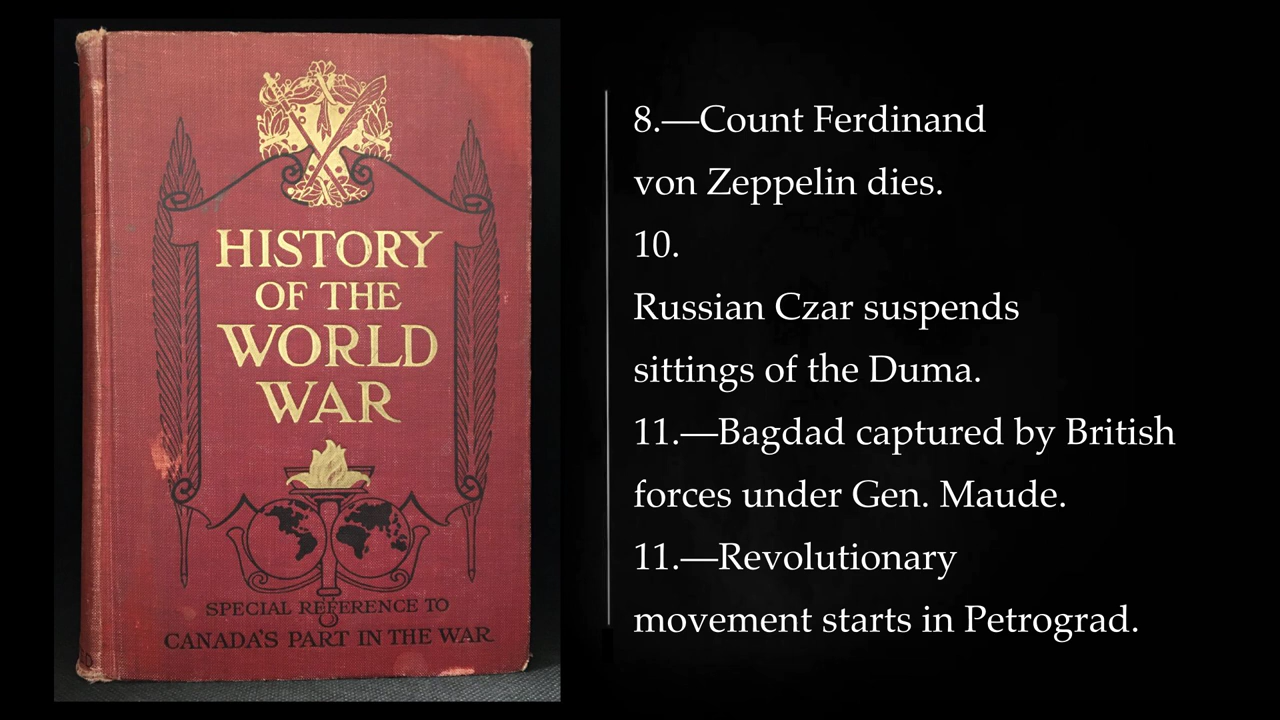 HISTORY
OF THE
WORLD
WAR
SPECIAL REFERENCE TO
CANADA'S PART IN THE WAR
8.—Count Ferdinand
von Zeppelin dies.
10.
Russian Czar suspends
sittings of the Duma.
11.—Bagdad captured by British
forces under Gen. Maude.
11.—Revolutionary
movement starts in Petrograd.